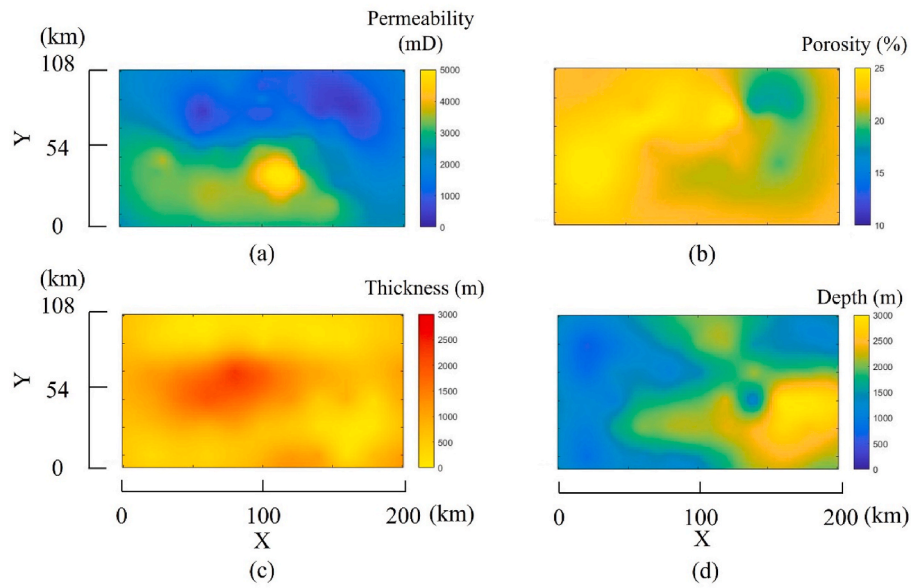 (km)
108
Y
54
0
Permeability
(mD)
5000
4000
3000
2000
1000
0
(a)
Porosity (%)
25
20
15
10
(b)
(km)
108
Y
54
0
Thickness (m)
3000
2500
2000
1500
1000
500
0
0
100
200
(km)
X
(c)
Depth (m)
3000
2500
2000
1500
1000
500
0
0
100
200
(km)
X
(d)